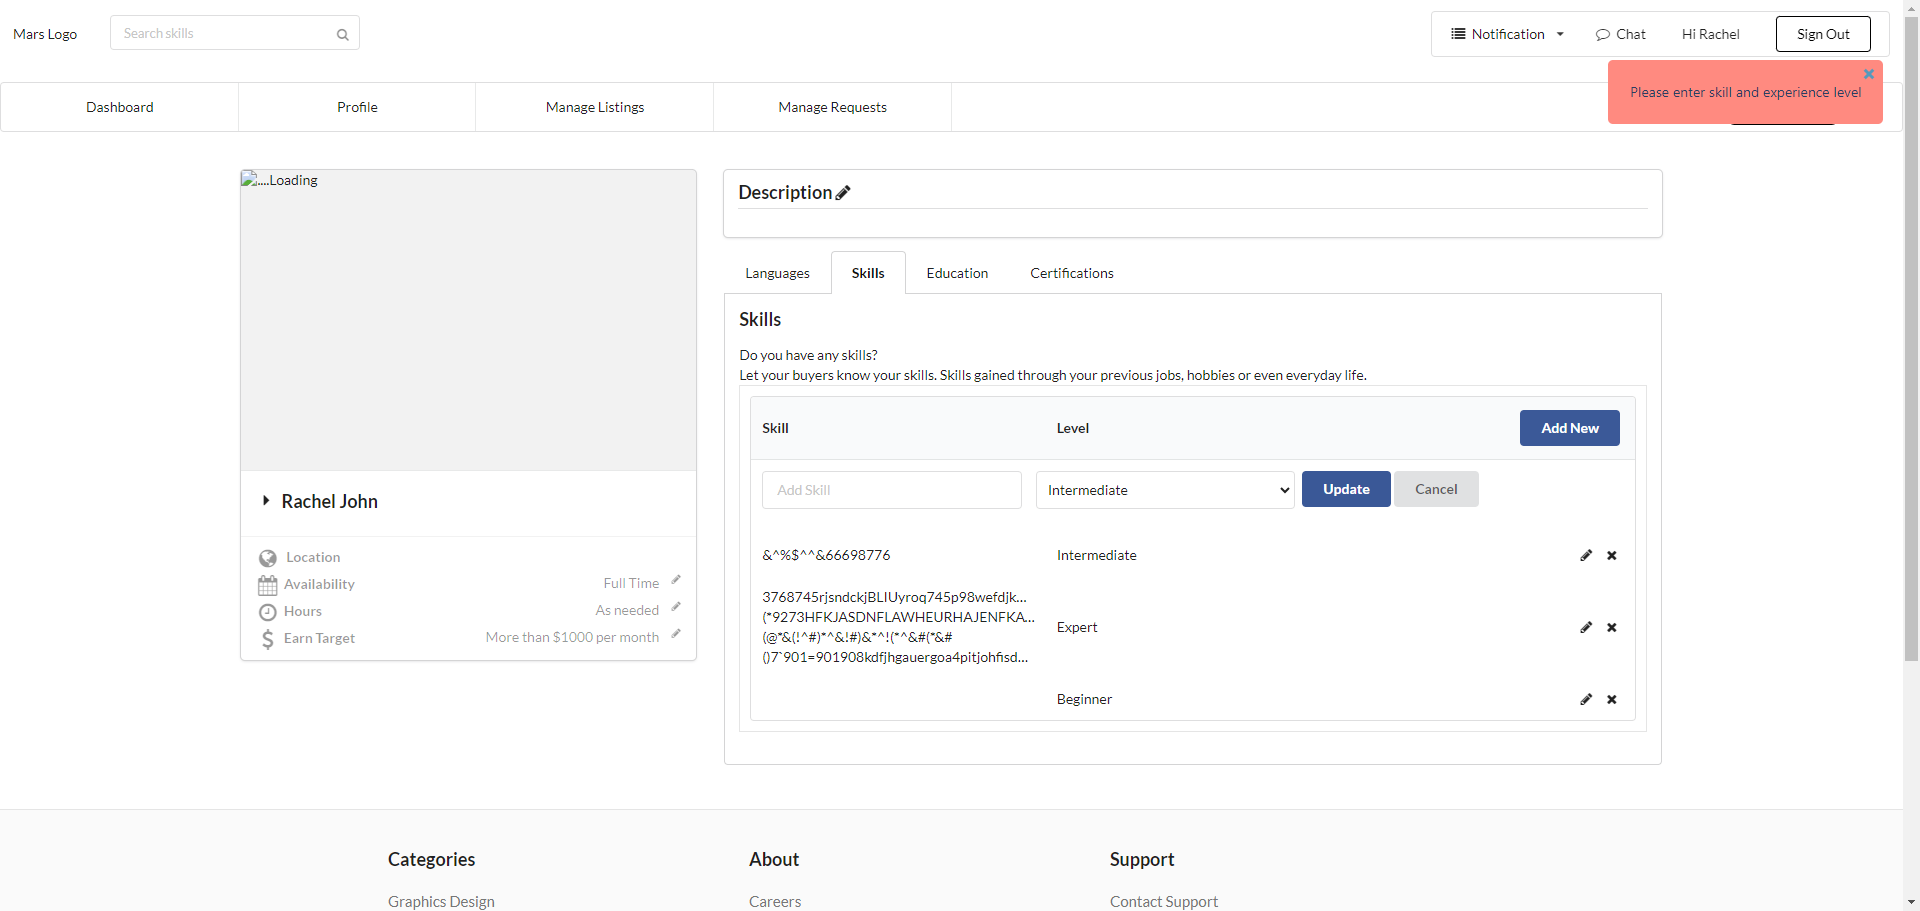 Mars Logo
Search skills
Notification
Chat
Hi Rachel
Sign Out
Please enter skill and experience level
Dashboard
Profile
Manage Listings
Manage Requests
....Loading
Rachel John
Location
Availability
Full Time
Hours
As needed
Earn Target
More than $1000 per month
Description
Languages
Skills
Education
Certifications
Skills
Do you have any skills?
Let your buyers know your skills. Skills gained through your previous jobs, hobbies or even everyday life.
Skill
Level
Add New
Add Skill
Intermediate
Update
Cancel
&^%$^^&66698776
Intermediate
3768745rjsndckjBLIUyroq745p98wefdjk...
(*9273HFKJASDNFLAWHEURHAJENFKA...
(@*&(!^#)*^&!#)&*^!(*^&#(*&#
()7`901=901908kdfjhgauergoa4pitjohfisd...
Expert
Beginner
Categories
About
Support
Graphics Design
Careers
Contact Support